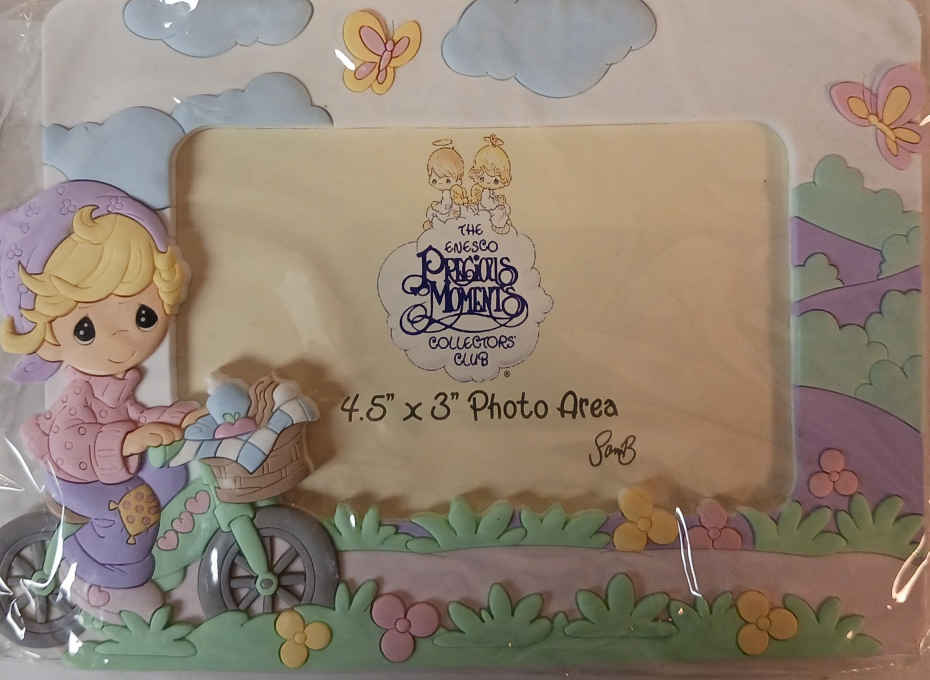 THE
ENESCO
PRECIOUS
MOMENTS
COLLECTORS'
CLUB
®
4.5" x 3" Photo Area
SamB